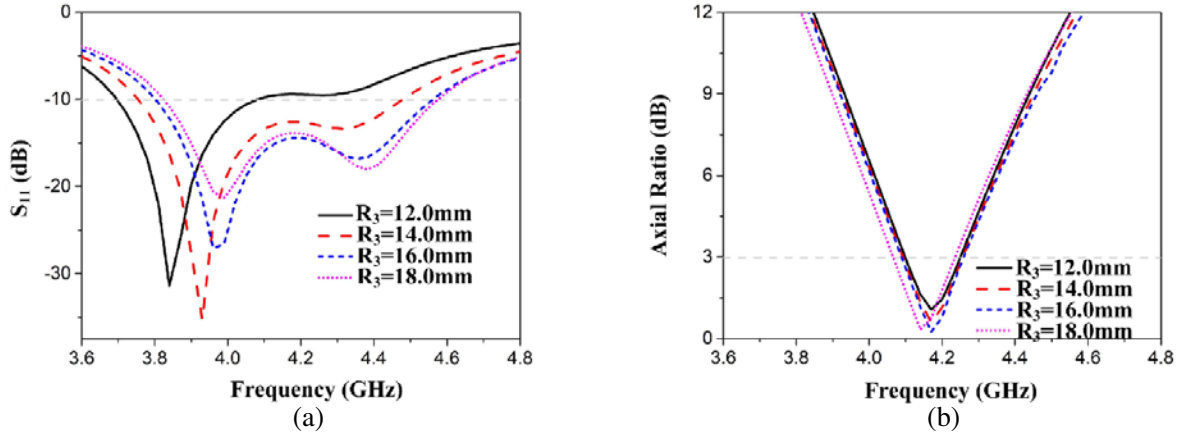 0
-10
-20
-30
S11 (dB)
R3=12.0mm
R3=14.0mm
R3=16.0mm
R3=18.0mm
3.6 3.8 4.0 4.2 4.4 4.6 4.8
Frequency (GHz)
(a)
12
9
6
3
0
Axial Ratio (dB)
R3=12.0mm
R3=14.0mm
R3=16.0mm
R3=18.0mm
3.6 3.8 4.0 4.2 4.4 4.6 4.8
Frequency (GHz)
(b)